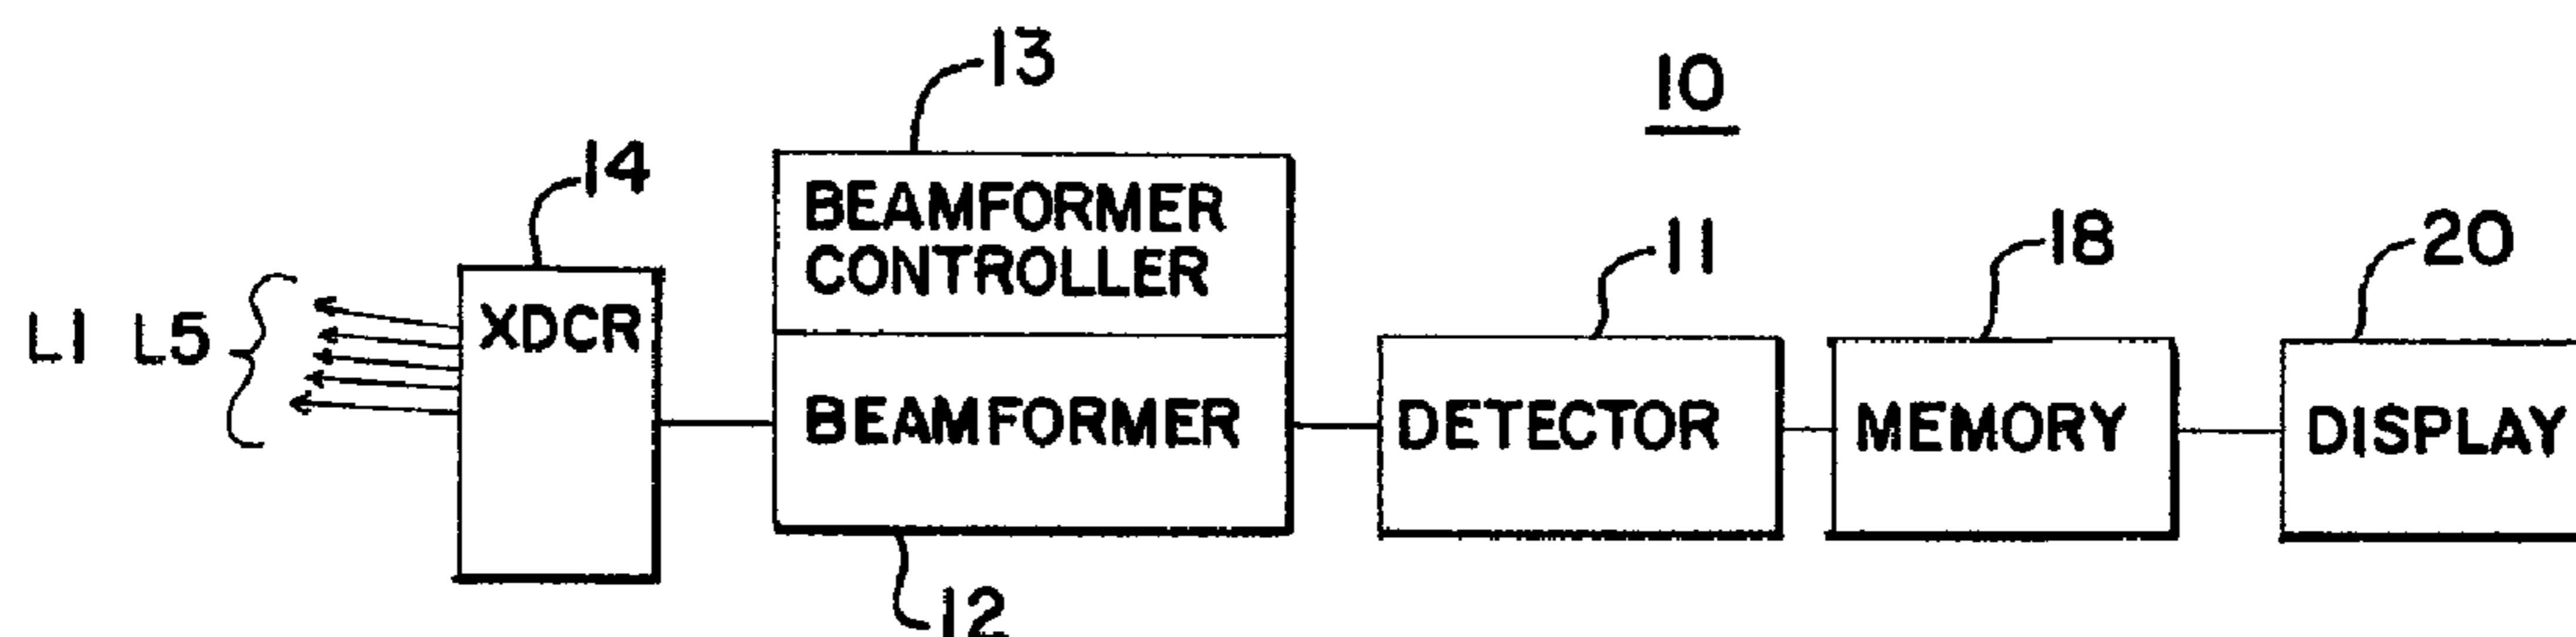 13
10
14
BEAMFORMER
CONTROLLER
11
18
20
L1 L5
XDCR
BEAMFORMER
DETECTOR
MEMORY
DISPLAY
12